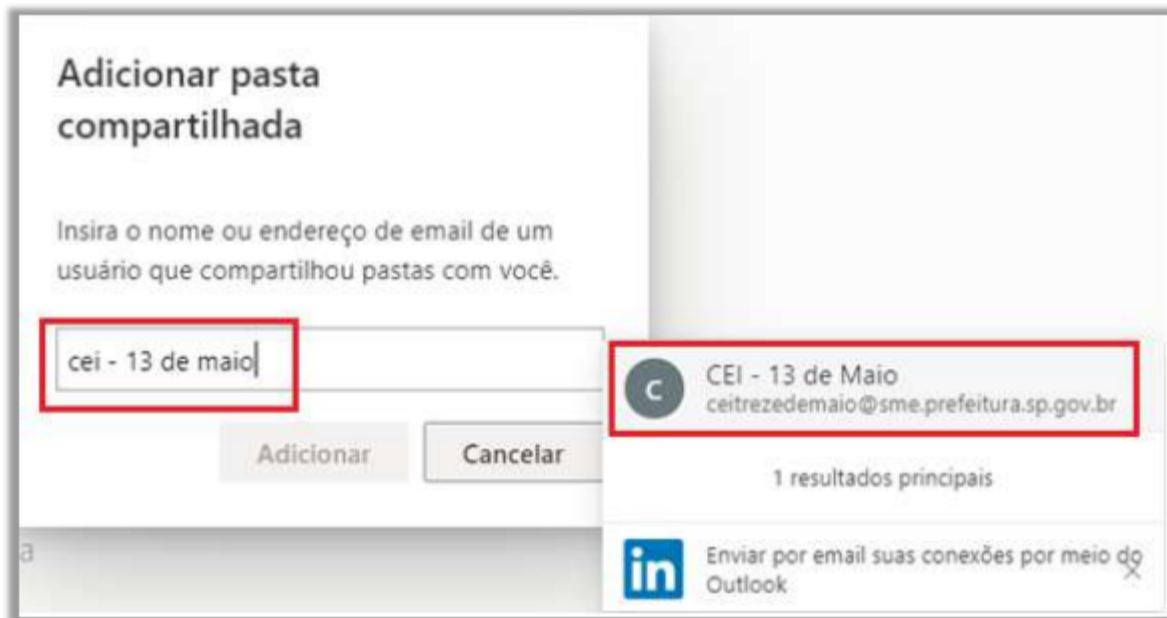 Adicionar pasta
compartilhada
Insira o nome ou endereço de email de um
usuário que compartilhou pastas com você.
cei - 13 de maio
Adicionar
Cancelar
C
CEI - 13 de Maio
ceitrezedemaio@sme.prefeitura.sp.gov.br
1 resultados principais
in
Enviar por email suas conexões por meio do
Outlook
a